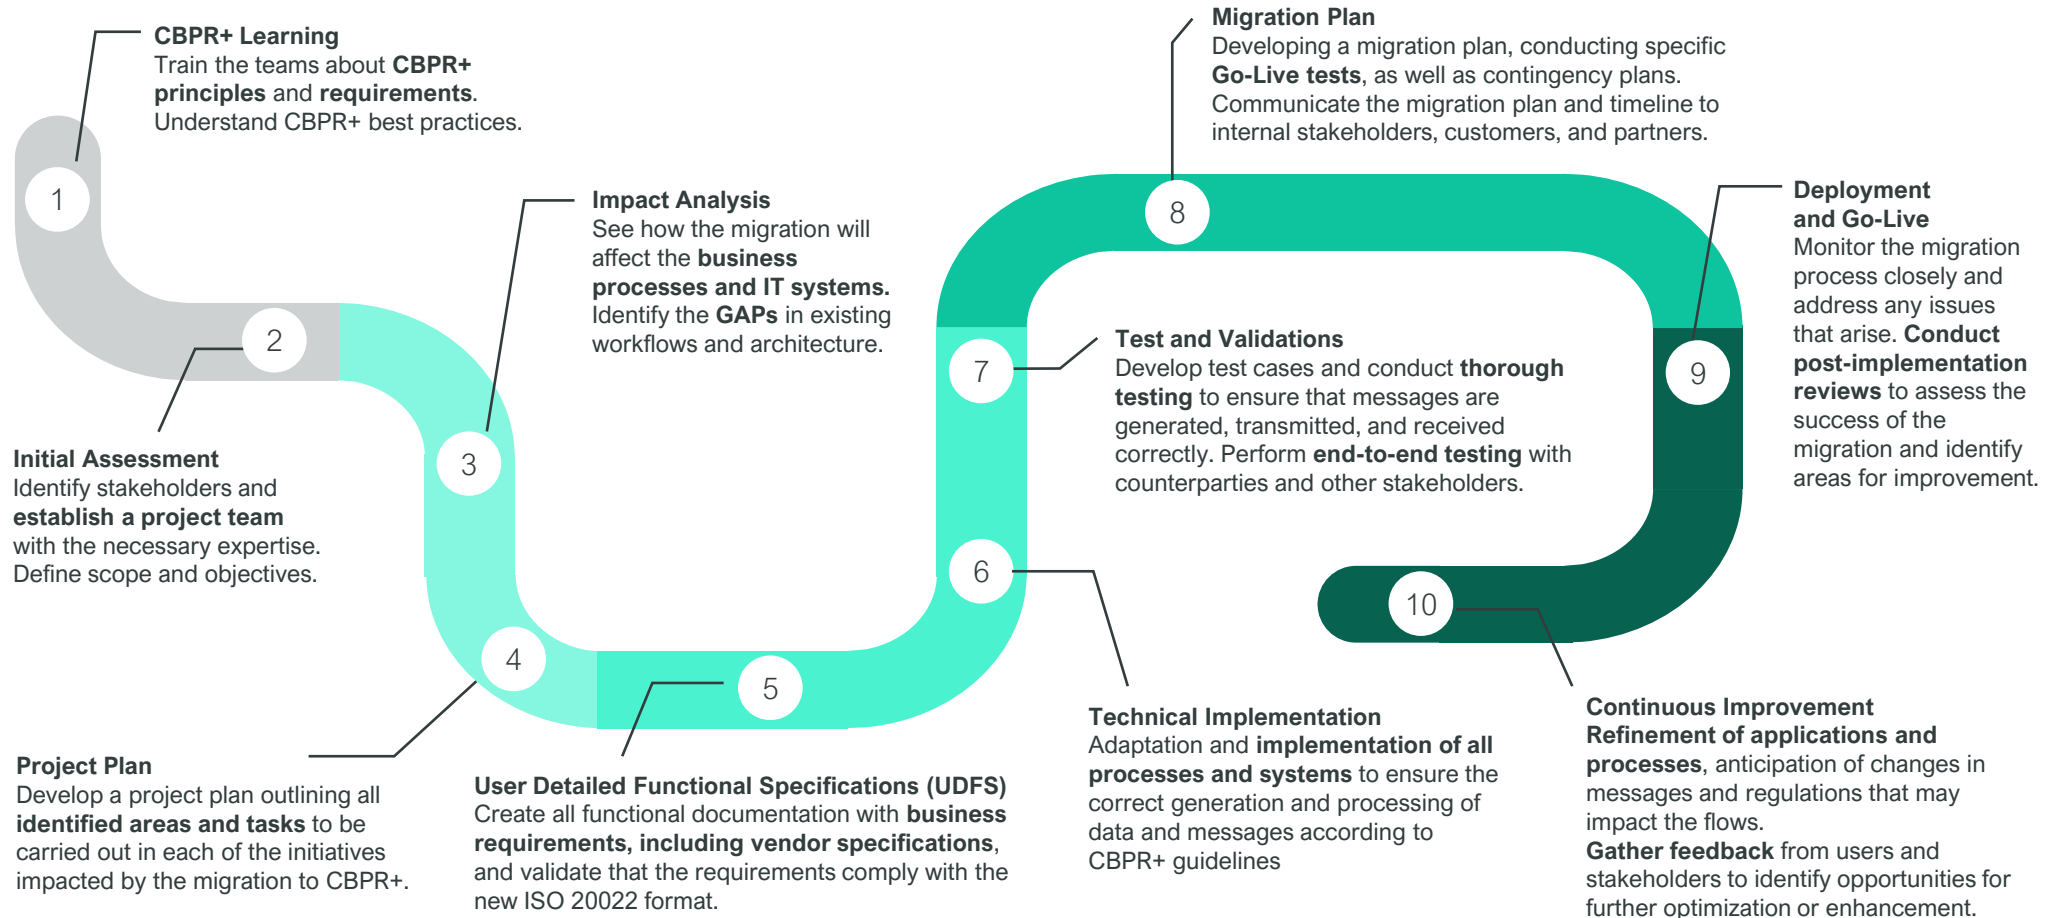 1
CBPR+ Learning
Train the teams about CBPR+
principles and requirements.
Understand CBPR+ best practices.
2
Initial Assessment
Identify stakeholders and
establish a project team
with the necessary expertise.
Define scope and objectives.
3
Impact Analysis
See how the migration will
affect the business
processes and IT systems.
Identify the GAPs in existing
workflows and architecture.
4
Project Plan
Develop a project plan outlining all
identified areas and tasks to be
carried out in each of the initiatives
impacted by the migration to CBPR+.
5
User Detailed Functional Specifications (UDFS)
Create all functional documentation with business
requirements, including vendor specifications,
and validate that the requirements comply with the
new ISO 20022 format.
6
Technical Implementation
Adaptation and implementation of all
processes and systems to ensure the
correct generation and processing of
data and messages according to
CBPR+ guidelines
7
Test and Validations
Develop test cases and conduct thorough
testing to ensure that messages are
generated, transmitted, and received
correctly. Perform end-to-end testing with
counterparties and other stakeholders.
8
Migration Plan
Developing a migration plan, conducting specific
Go-Live tests, as well as contingency plans.
Communicate the migration plan and timeline to
internal stakeholders, customers, and partners.
9
Deployment
and Go-Live
Monitor the migration
process closely and
address any issues
that arise. Conduct
post-implementation
reviews to assess the
success of the
migration and identify
areas for improvement.
10
Continuous Improvement
Refinement of applications and
processes, anticipation of changes in
messages and regulations that may
impact the flows.
Gather feedback from users and
stakeholders to identify opportunities for
further optimization or enhancement.